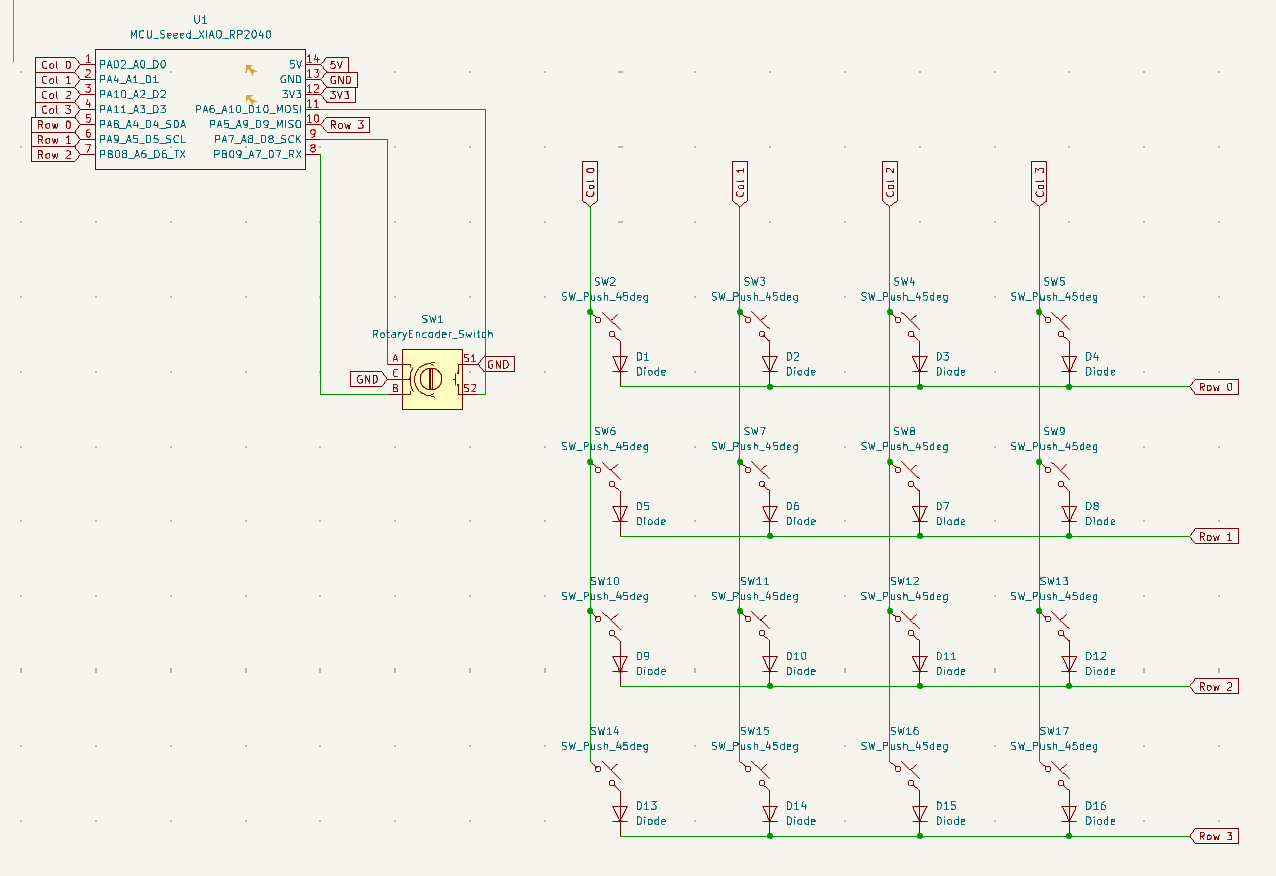 U1
MCU_Seeed_XIAO_RP2040
Col 0 1 PA02_A0_D0 5V 14 5V
Col 1 2 PA4_A1_D1 GND 13 GND
Col 2 3 PA10_A2_D2 3V3 12 3V3
Col 3 4 PA11_A3_D3 PA6_A10_D10_MOSI 11
Row 0 5 PA8_A4_D4_SDA PA5_A9_D9_MISO 10 Row 3
Row 1 6 PA9_A5_D5_SCL PA7_A8_D8_SCK 9
Row 2 7 PB08_A6_D6_TX PB09_A7_D7_RX 8
Col 0 Col 1 Col 2 Col 3
SW2 SW3 SW4 SW5
SW_Push_45deg SW_Push_45deg SW_Push_45deg SW_Push_45deg
SW1
RotaryEncoder_Switch
A S1 GND
GND C
B S2
D1 D2 D3 D4
Diode Diode Diode Diode
Row 0
SW6 SW7 SW8 SW9
SW_Push_45deg SW_Push_45deg SW_Push_45deg SW_Push_45deg
D5 D6 D7 D8
Diode Diode Diode Diode
Row 1
SW10 SW11 SW12 SW13
SW_Push_45deg SW_Push_45deg SW_Push_45deg SW_Push_45deg
D9 D10 D11 D12
Diode Diode Diode Diode
Row 2
SW14 SW15 SW16 SW17
SW_Push_45deg SW_Push_45deg SW_Push_45deg SW_Push_45deg
D13 D14 D15 D16
Diode Diode Diode Diode
Row 3